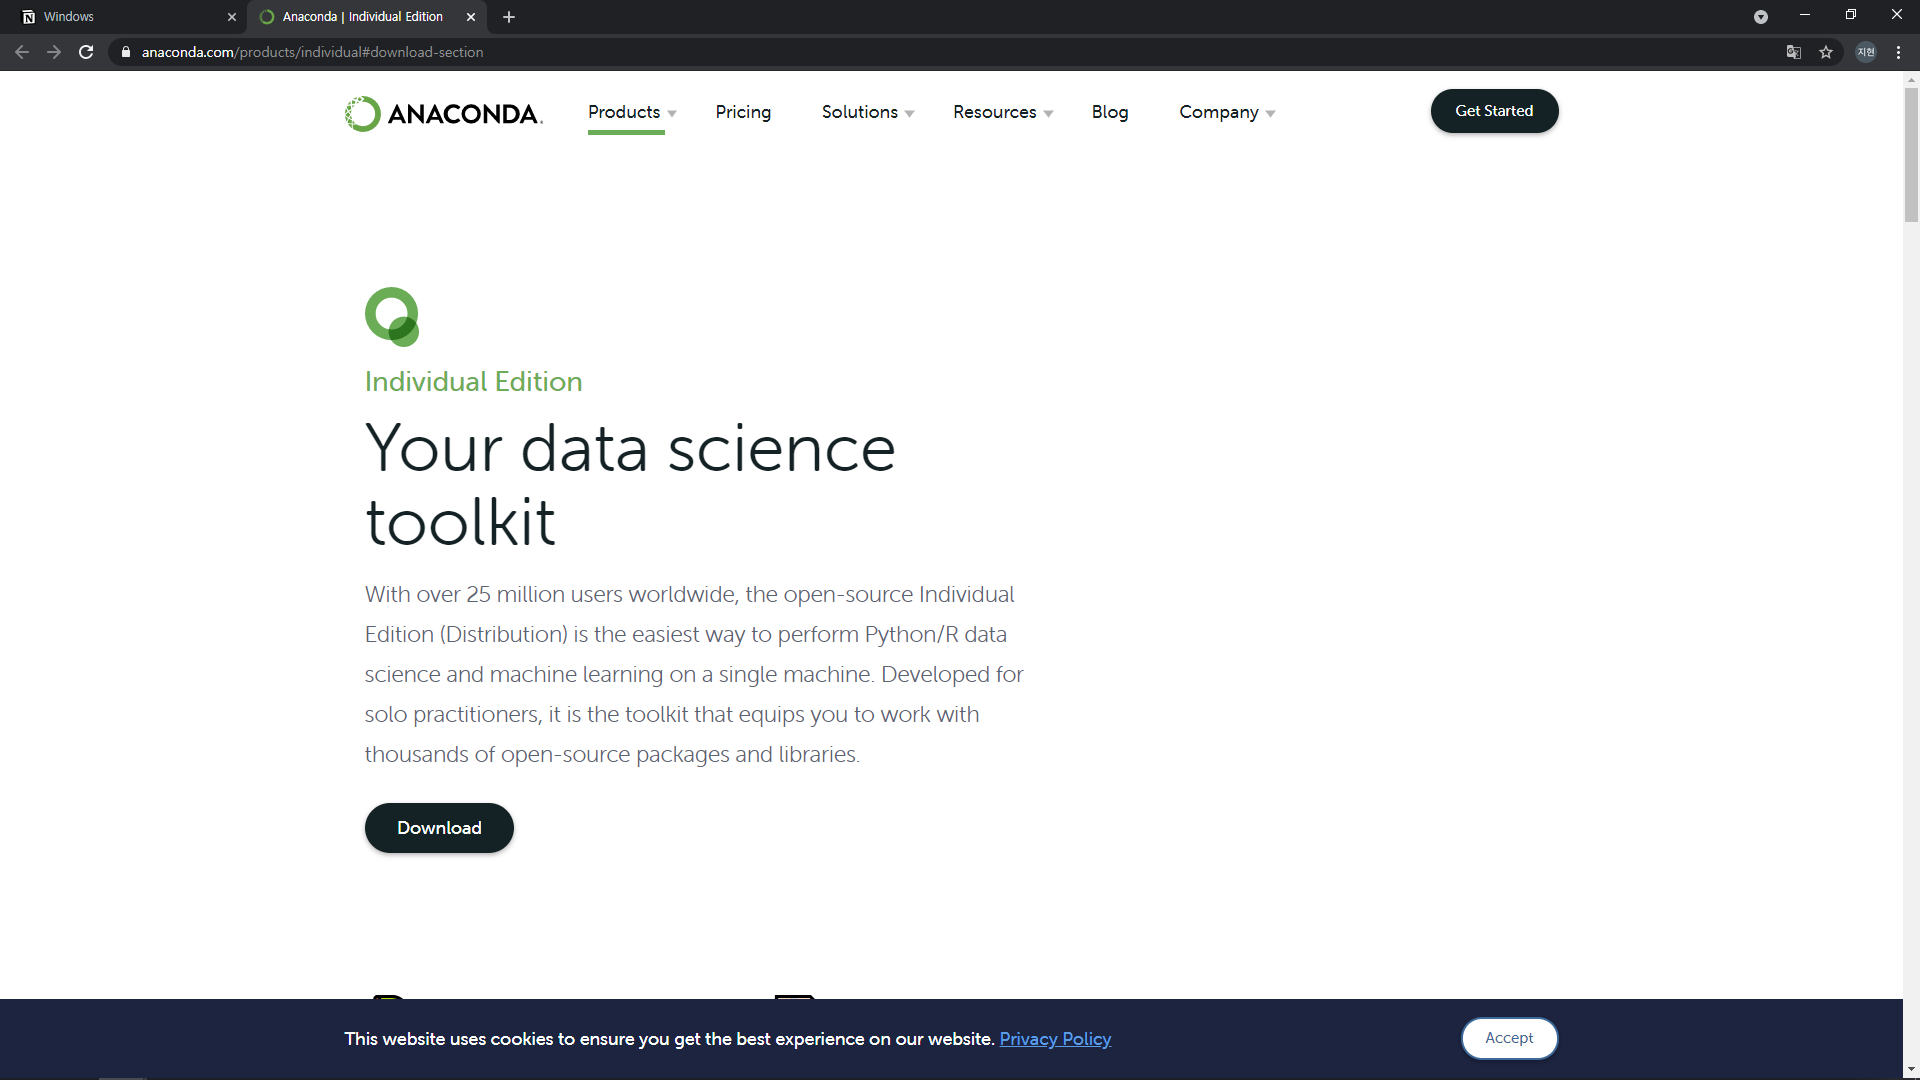 Windows
Anaconda | Individual Edition
anaconda.com/products/individual#download-section
지현
ANACONDA.
Products
Pricing
Solutions
Resources
Blog
Company
Get Started
Individual Edition
Your data science
toolkit
With over 25 million users worldwide, the open-source Individual
Edition (Distribution) is the easiest way to perform Python/R data
science and machine learning on a single machine. Developed for
solo practitioners, it is the toolkit that equips you to work with
thousands of open-source packages and libraries.
Download
This website uses cookies to ensure you get the best experience on our website. Privacy Policy
Accept